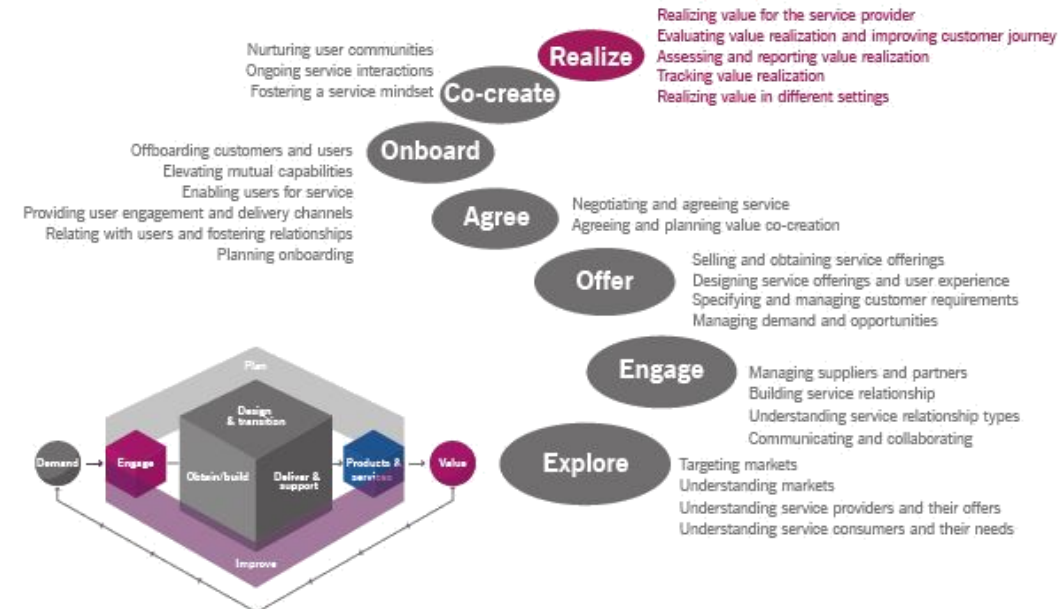 Realizing value for the service provider
Evaluating value realization and improving customer journey
Assessing and reporting value realization
Tracking value realization
Realizing value in different settings
Realize
Nurturing user communities
Ongoing service interactions
Fostering a service mindset
Co-create
Offboarding customers and users
Elevating mutual capabilities
Enabling users for service
Providing user engagement and delivery channels
Relating with users and fostering relationships
Planning onboarding
Onboard
Agree
Negotiating and agreeing service
Agreeing and planning value co-creation
Offer
Selling and obtaining service offerings
Designing service offerings and user experience
Specifying and managing customer requirements
Managing demand and opportunities
Engage
Managing suppliers and partners
Building service relationship
Understanding service relationship types
Communicating and collaborating
Explore
Targeting markets
Understanding markets
Understanding service providers and their offers
Understanding service consumers and their needs
Plan
Design
& transition
Demand
Engage
Obtain/build
Deliver &
support
Products &
services
Value
Improve